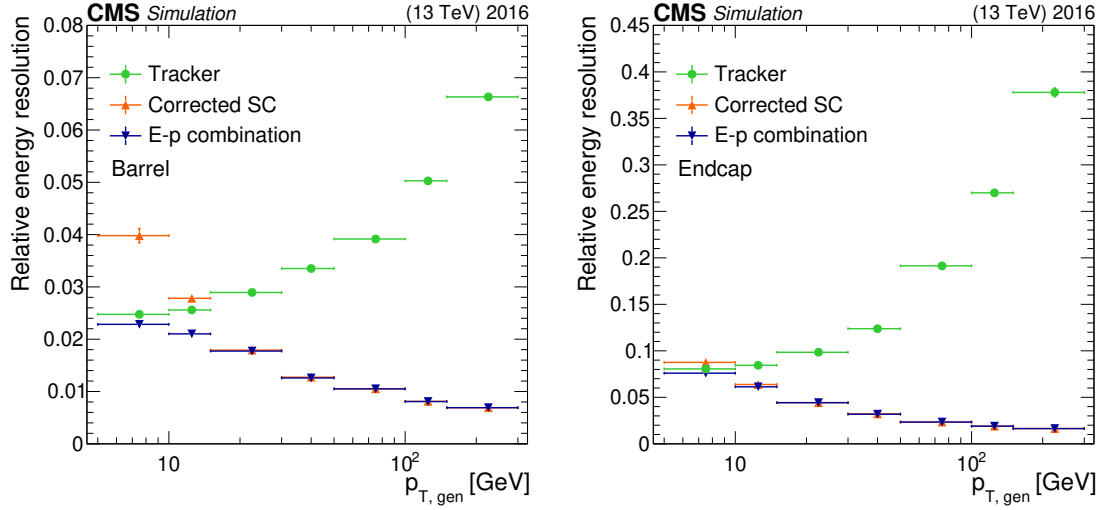 CMS Simulation (13 TeV) 2016
Relative energy resolution
0.08
0.07
0.06
0.05
0.04
0.03
0.02
0.01
0
Tracker
Corrected SC
E-p combination
Barrel
10 10²
p_T, gen [GeV]
CMS Simulation (13 TeV) 2016
Relative energy resolution
0.45
0.4
0.35
0.3
0.25
0.2
0.15
0.1
0.05
0
Tracker
Corrected SC
E-p combination
Endcap
10 10²
p_T, gen [GeV]